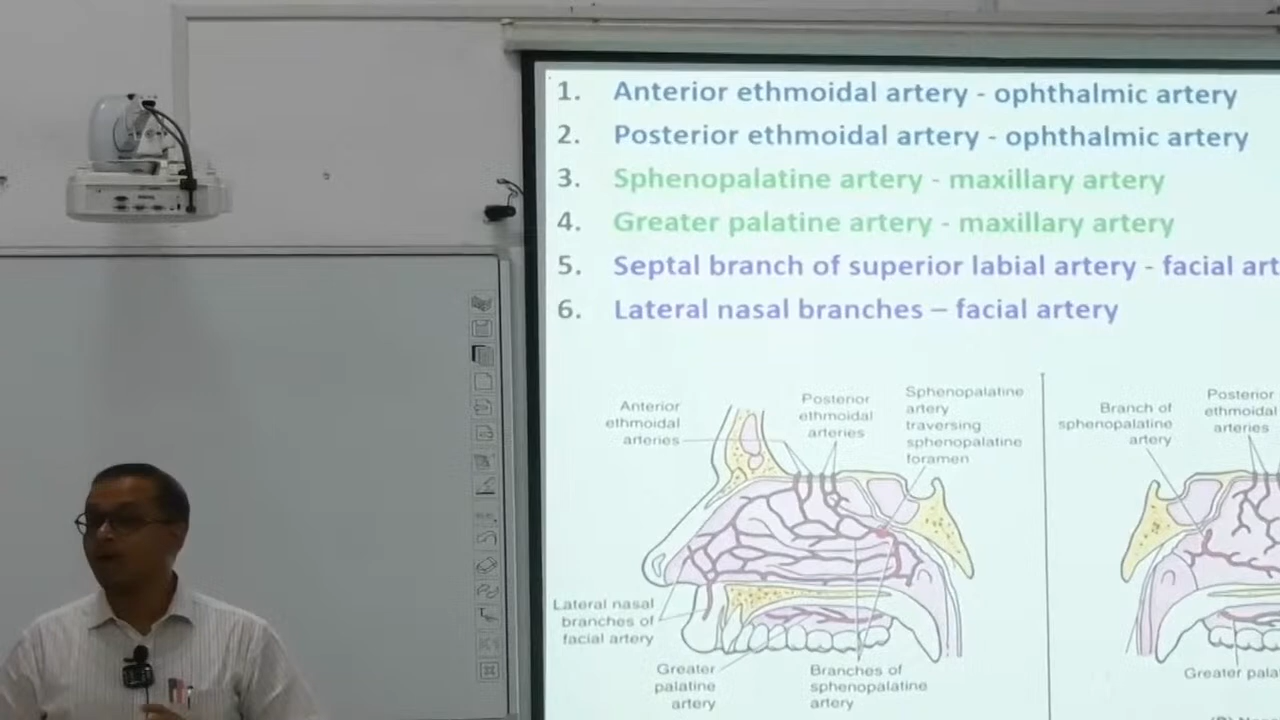 1. Anterior ethmoidal artery - ophthalmic artery
2. Posterior ethmoidal artery - ophthalmic artery
3. Sphenopalatine artery - maxillary artery
4. Greater palatine artery - maxillary artery
5. Septal branch of superior labial artery - facial art
6. Lateral nasal branches – facial artery
Anterior
ethmoidal
arteries
Posterior
ethmoidal
arteries
Sphenopalatine
artery
traversing
sphenopalatine
foramen
Branch of
sphenopalatine
artery
Posterior
ethmoidal
arteries
Lateral nasal
branches of
facial artery
Greater
palatine
artery
Branches of
sphenopalatine
artery
Greater pala